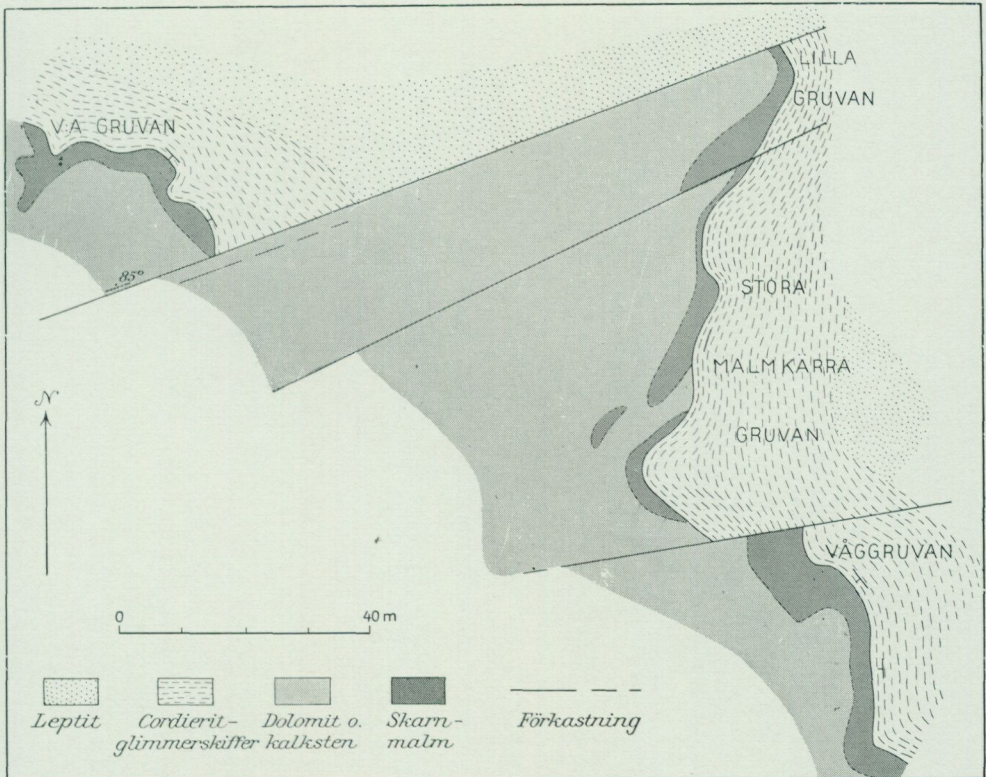 LILLA
GRUVAN
V:A GRUVAN
85°
STORA
MALMKÄRRA
GRUVAN
N
VÅGGRUVAN
0 40 m
Leptit
Cordierit-
glimmerskiffer
Dolomit o.
kalksten
Skarn-
malm
Förkastning